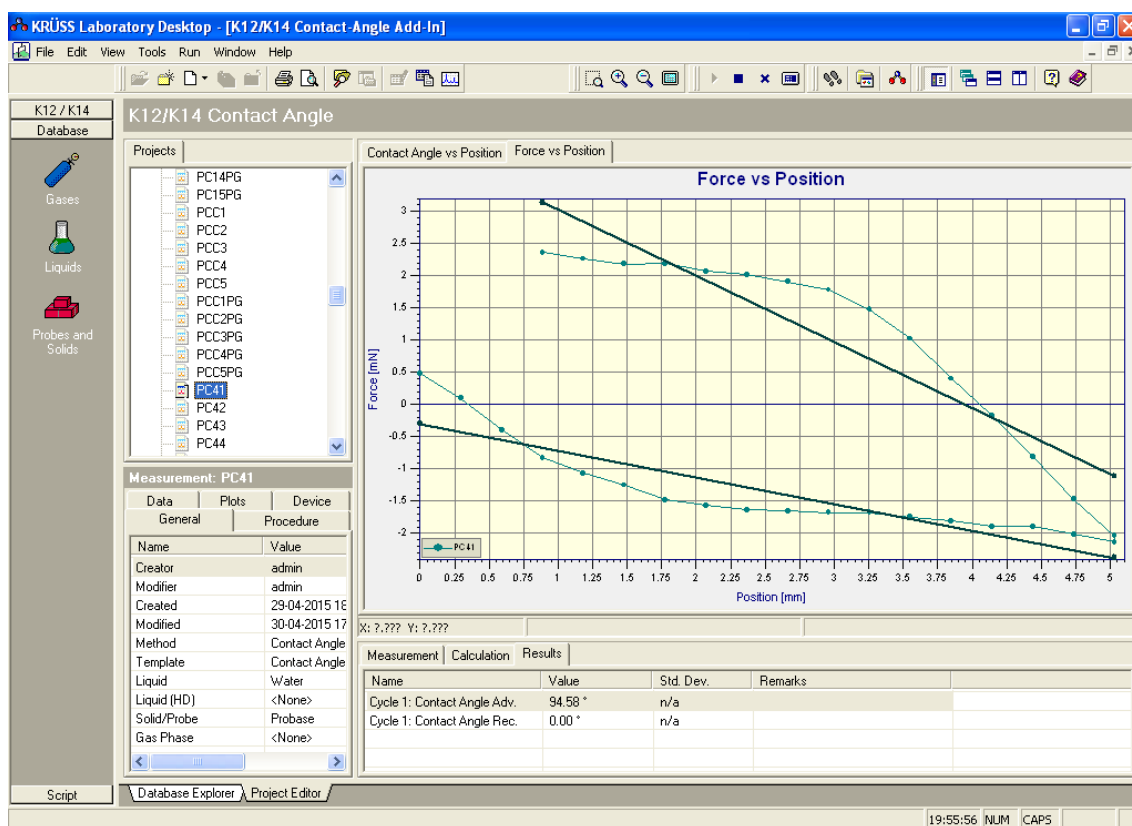 KRÜSS Laboratory Desktop - [K12/K14 Contact-Angle Add-In]
File Edit View Tools Run Window Help
K12 / K14
Database
Gases
Liquids
Probes and
Solids
Script
K12/K14 Contact Angle
Projects
PC14PG
PC15PG
PCC1
PCC2
PCC3
PCC4
PCC5
PCC1PG
PCC2PG
PCC3PG
PCC4PG
PCC5PG
PC41
PC42
PC43
PC44
Measurement: PC41
Data Plots Device
General Procedure
Name Value
Creator admin
Modifier admin
Created 29-04-2015 18
Modified 30-04-2015 17
Method Contact Angle
Template Contact Angle
Liquid Water
Liquid (HD) <None>
Solid/Probe Probase
Gas Phase <None>
Database Explorer Project Editor
Contact Angle vs Position Force vs Position
Force vs Position
Force [mN]
3
2.5
2
1.5
1
0.5
0
-0.5
-1
-1.5
-2
PC41
0 0.25 0.5 0.75 1 1.25 1.5 1.75 2 2.25 2.5 2.75 3 3.25 3.5 3.75 4 4.25 4.5 4.75 5
Position [mm]
X: ?.??? Y: ?.???
Measurement Calculation Results
Name Value Std. Dev. Remarks
Cycle 1: Contact Angle Adv. 94.58 ° n/a
Cycle 1: Contact Angle Rec. 0.00 ° n/a
19:55:56 NUM CAPS